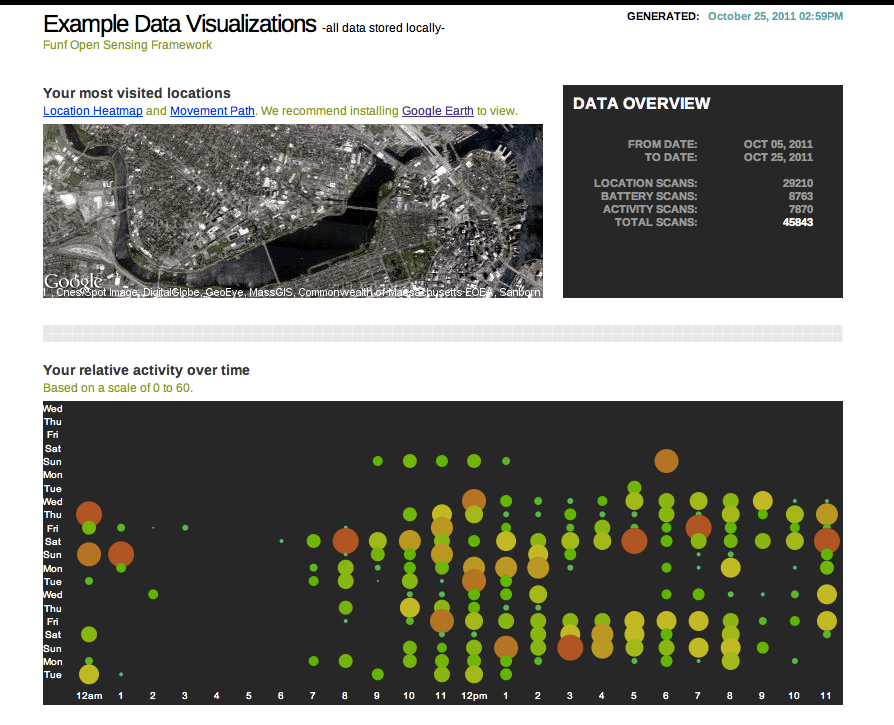 Example Data Visualizations -all data stored locally-
GENERATED: October 25, 2011 02:59PM
Funf Open Sensing Framework
Your most visited locations
Location Heatmap and Movement Path. We recommend installing Google Earth to view.
Google
, Cnes/Spot Image, DigitalGlobe, GeoEye, MassGIS, Commonwealth of Massachusetts EOEA, Sanborn
DATA OVERVIEW
FROM DATE: OCT 05, 2011
TO DATE: OCT 25, 2011
LOCATION SCANS: 29210
BATTERY SCANS: 8763
ACTIVITY SCANS: 7870
TOTAL SCANS: 45843
Your relative activity over time
Based on a scale of 0 to 60.
Wed
Thu
Fri
Sat
Sun
Mon
Tue
Wed
Thu
Fri
Sat
Sun
Mon
Tue
Wed
Thu
Fri
Sat
Sun
Mon
Tue
12am 1 2 3 4 5 6 7 8 9 10 11 12pm 1 2 3 4 5 6 7 8 9 10 11